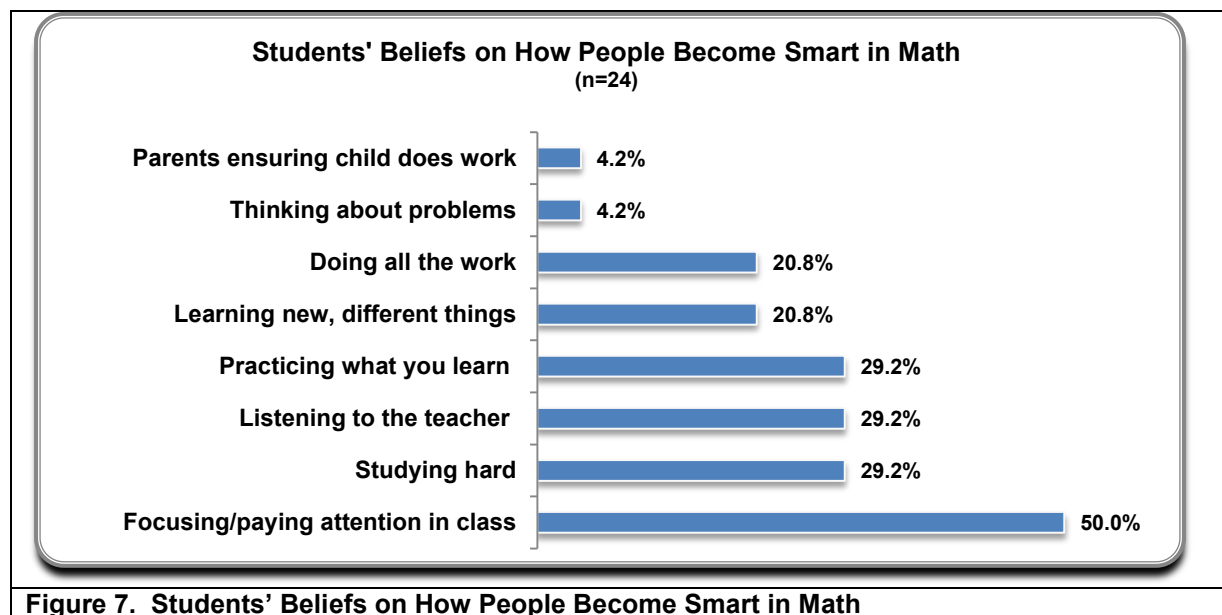 Students' Beliefs on How People Become Smart in Math
(n=24)
Parents ensuring child does work 4.2%
Thinking about problems 4.2%
Doing all the work 20.8%
Learning new, different things 20.8%
Practicing what you learn 29.2%
Listening to the teacher 29.2%
Studying hard 29.2%
Focusing/paying attention in class 50.0%
Figure 7. Students’ Beliefs on How People Become Smart in Math